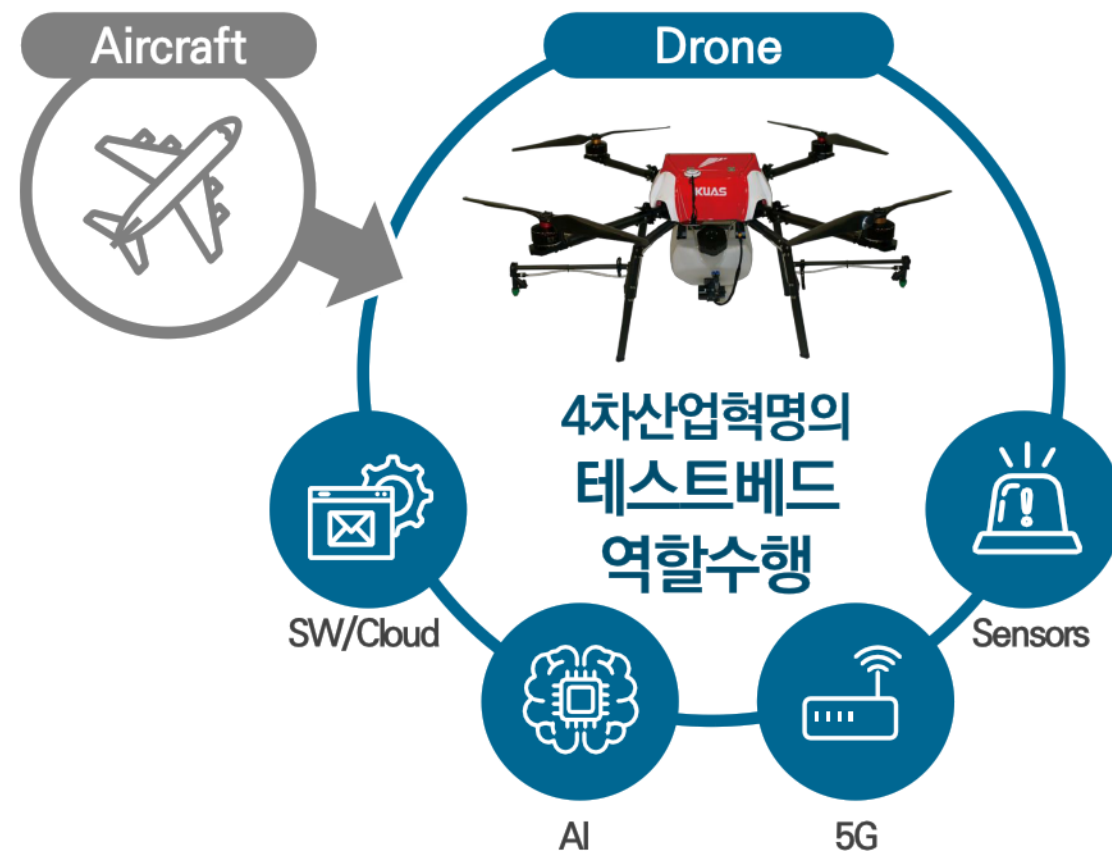 Aircraft
Drone
KUAS
4차산업혁명의
테스트베드
역할수행
SW/Cloud
Sensors
AI
5G